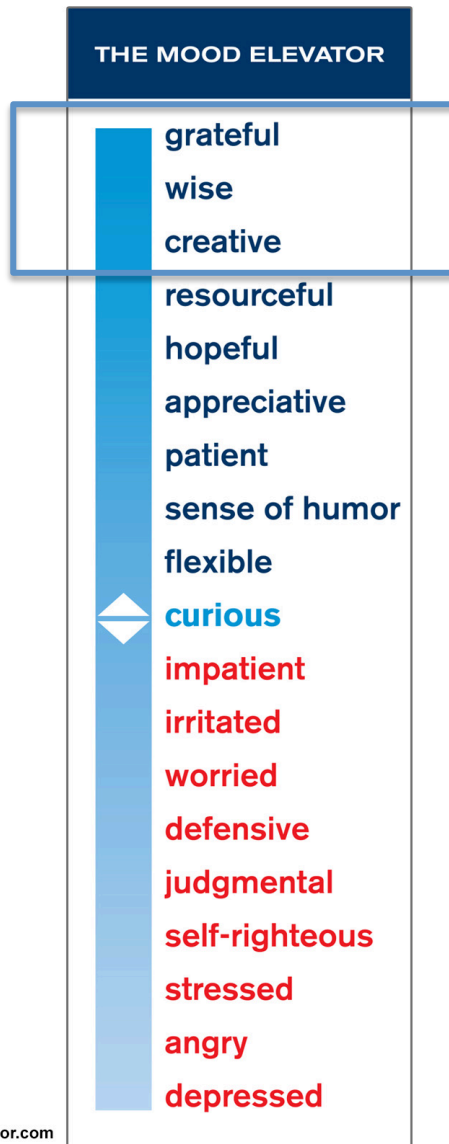 THE MOOD ELEVATOR
grateful
wise
creative
resourceful
hopeful
appreciative
patient
sense of humor
flexible
curious
impatient
irritated
worried
defensive
judgmental
self-righteous
stressed
angry
depressed
or.com